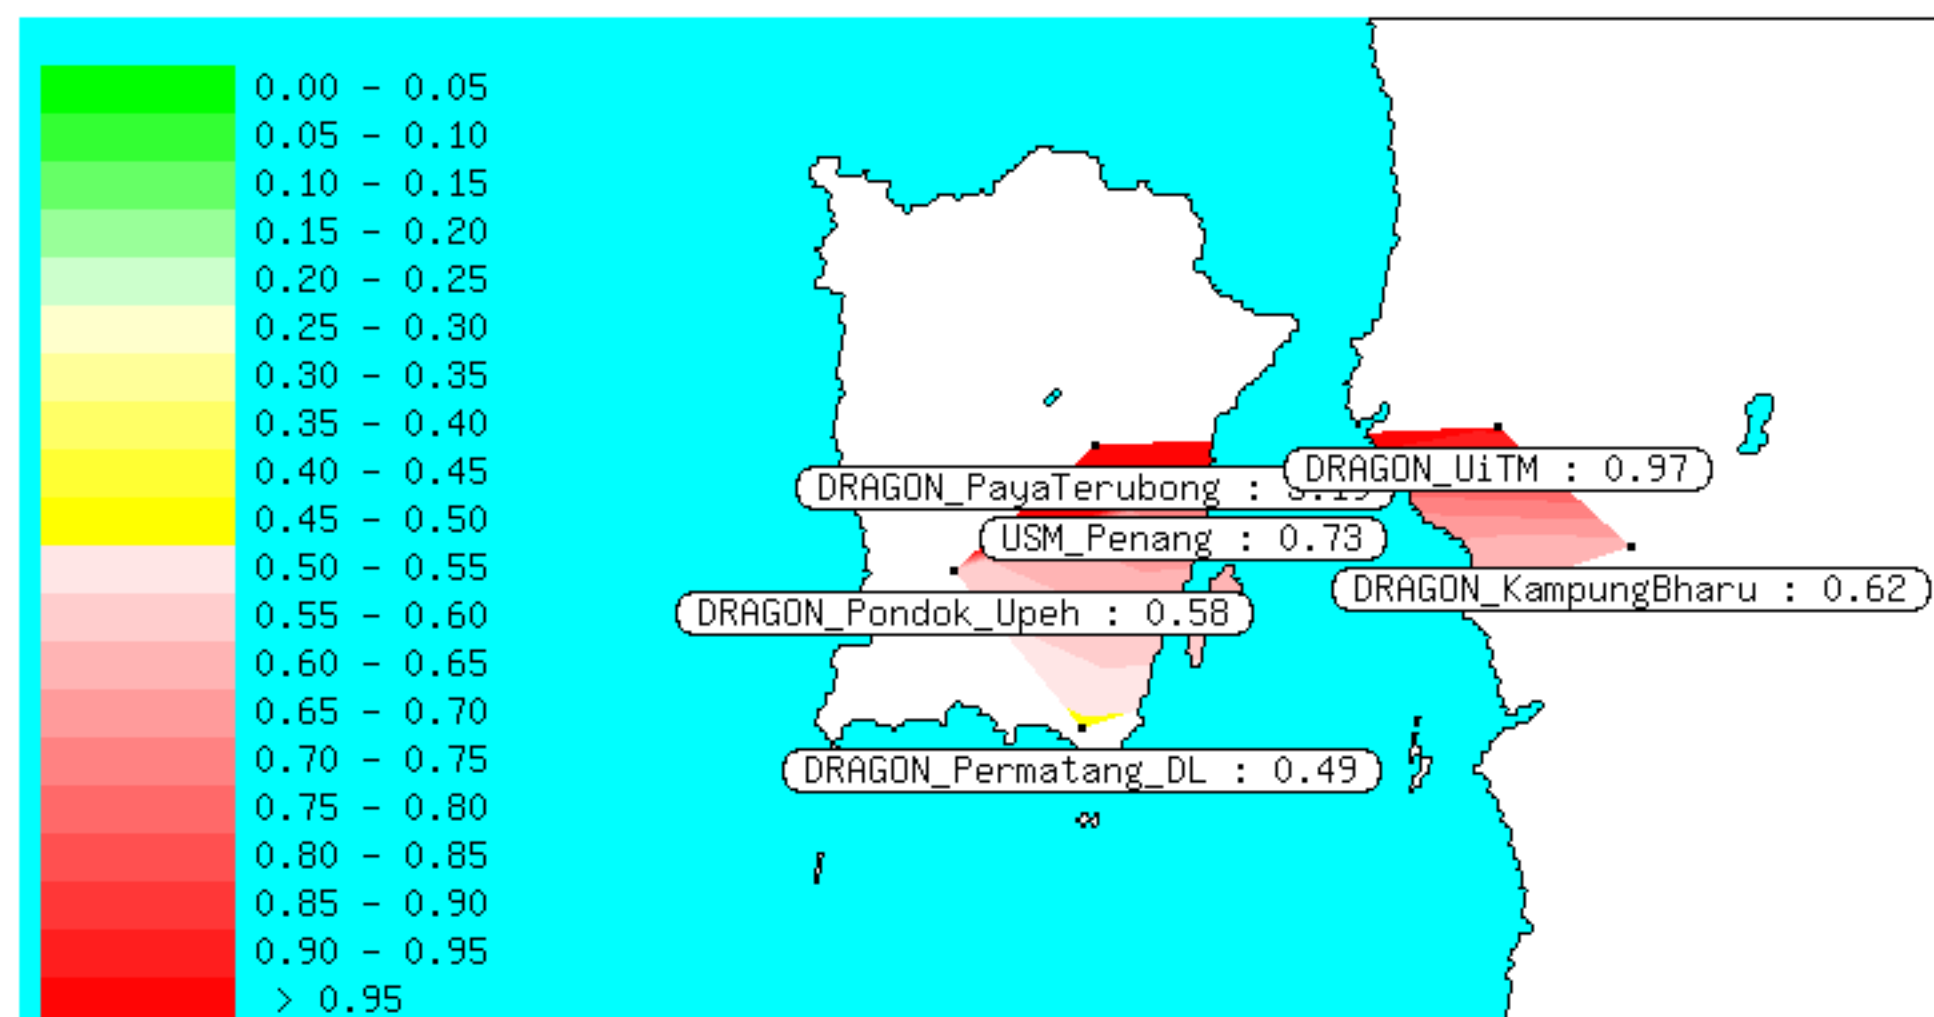 0.00 - 0.05
0.05 - 0.10
0.10 - 0.15
0.15 - 0.20
0.20 - 0.25
0.25 - 0.30
0.30 - 0.35
0.35 - 0.40
0.40 - 0.45
0.45 - 0.50
0.50 - 0.55
0.55 - 0.60
0.60 - 0.65
0.65 - 0.70
0.70 - 0.75
0.75 - 0.80
0.80 - 0.85
0.85 - 0.90
0.90 - 0.95
> 0.95
DRAGON_UiTM : 0.97
DRAGON_PayaTerubong :
USM_Penang : 0.73
DRAGON_KampungBharu : 0.62
DRAGON_Pondok_Upeh : 0.58
DRAGON_Permatang_DL : 0.49